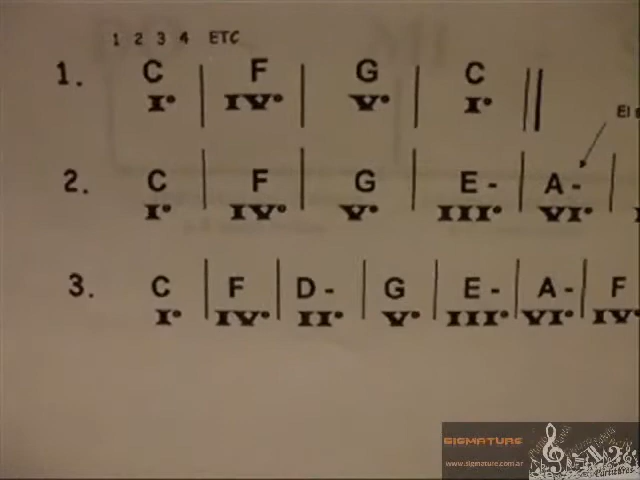 1 2 3 4 ETC
1. C | F | G | C ||
I° IV° V° I°
El
2. C | F | G | E - | A - |
I° IV° V° III° VI°
3. C | F | D - | G | E - | A - | F
I° IV° II° V° III° VI° IV°
SIGMATURE
www.sigmature.com.ar